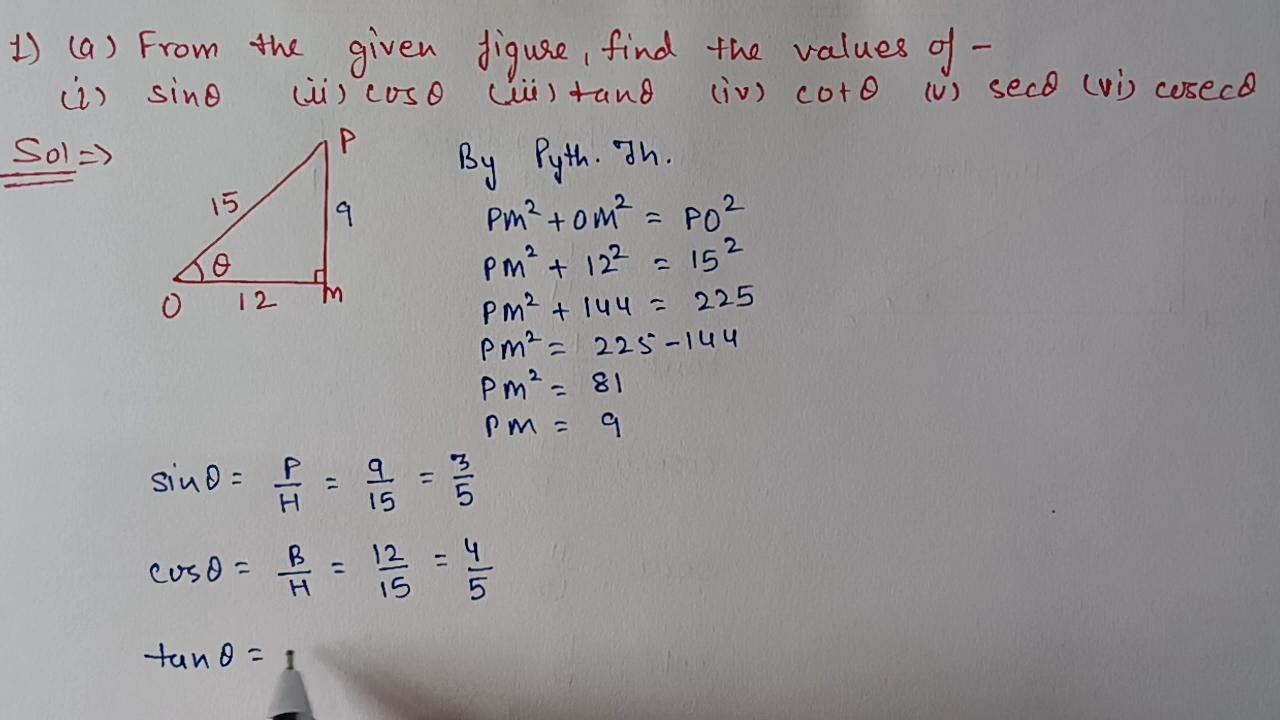 1) (a) From the given figure, find the values of -
(i) sinθ (ii) cosθ (iii) tanθ (iv) cotθ (v) secθ (vi) cosecθ
Sol =>
P
15
9
θ
O 12 M
By Pyth. Th.
PM² + OM² = PO²
PM² + 12² = 15²
PM² + 144 = 225
PM² = 225 - 144
PM² = 81
PM = 9
sinθ = P/H = 9/15 = 3/5
cosθ = B/H = 12/15 = 4/5
tanθ =